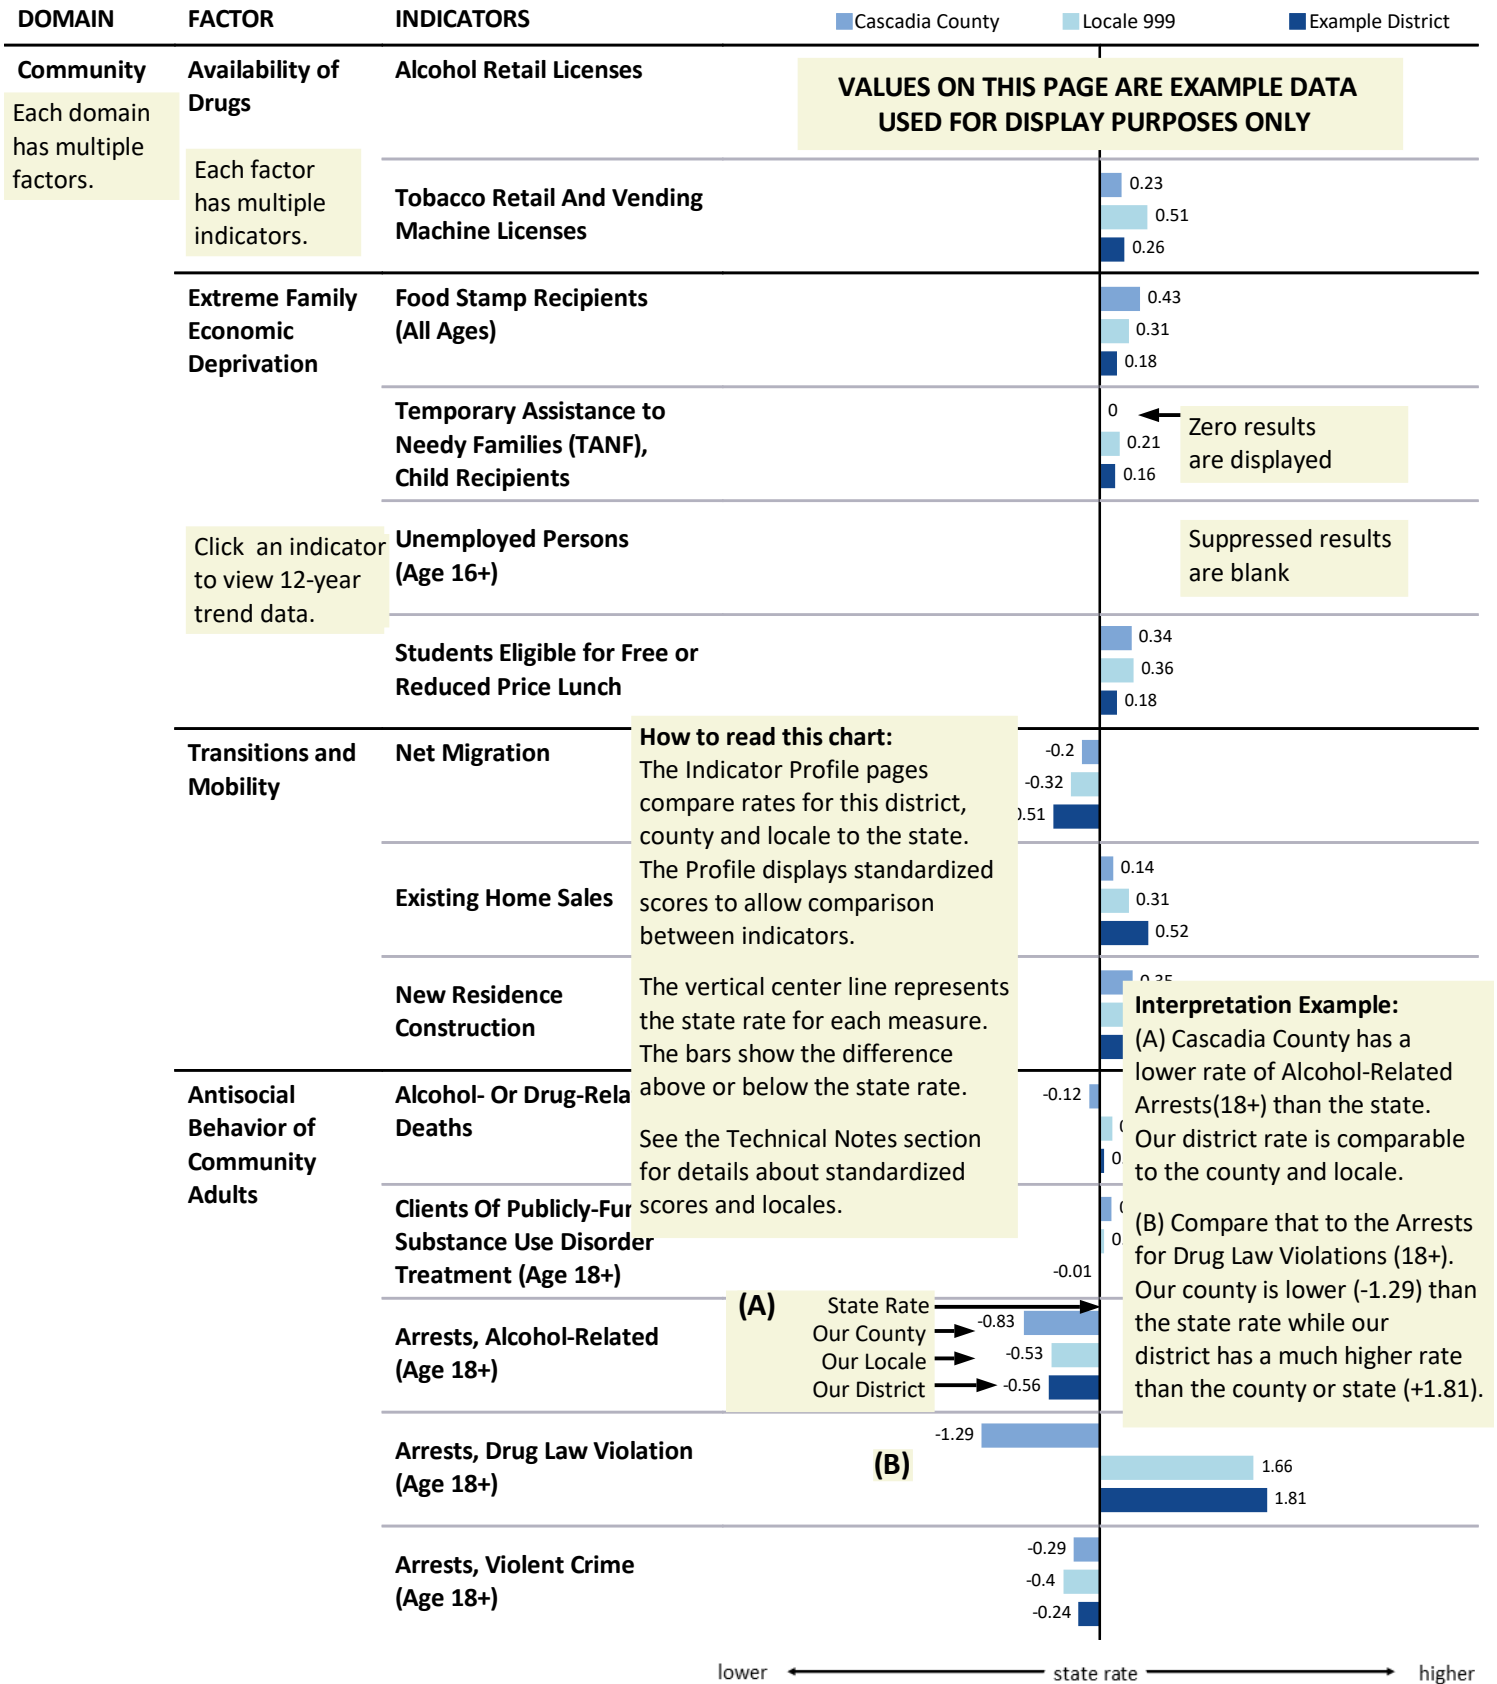 DOMAIN FACTOR INDICATORS Cascadia County Locale 999 Example District
Community
Each domain
has multiple
factors.
Availability of
Drugs
Each factor
has multiple
indicators.
Alcohol Retail Licenses
VALUES ON THIS PAGE ARE EXAMPLE DATA
USED FOR DISPLAY PURPOSES ONLY
Tobacco Retail And Vending
Machine Licenses
0.23
0.51
0.26
Extreme Family
Economic
Deprivation
Food Stamp Recipients
(All Ages)
0.43
0.31
0.18
Temporary Assistance to
Needy Families (TANF),
Child Recipients
0
0.21
0.16
Zero results
are displayed
Click an indicator
to view 12-year
trend data.
Unemployed Persons
(Age 16+)
Suppressed results
are blank
Students Eligible for Free or
Reduced Price Lunch
0.34
0.36
0.18
Transitions and
Mobility
Net Migration
-0.2
-0.32
.51
How to read this chart:
The Indicator Profile pages
compare rates for this district,
county and locale to the state.
The Profile displays standardized
scores to allow comparison
between indicators.
The vertical center line represents
the state rate for each measure.
The bars show the difference
above or below the state rate.
See the Technical Notes section
for details about standardized
scores and locales.
Existing Home Sales
0.14
0.31
0.52
New Residence
Construction
0.35
Interpretation Example:
(A) Cascadia County has a
lower rate of Alcohol-Related
Arrests(18+) than the state.
Our district rate is comparable
to the county and locale.
(B) Compare that to the Arrests
for Drug Law Violations (18+).
Our county is lower (-1.29) than
the state rate while our
district has a much higher rate
than the county or state (+1.81).
Antisocial
Behavior of
Community
Adults
Alcohol- Or Drug-Rela
Deaths
-0.12
0.
Clients Of Publicly-Fun
Substance Use Disorder
Treatment (Age 18+)
0.
-0.01
Arrests, Alcohol-Related
(Age 18+)
(A) State Rate
Our County -0.83
Our Locale -0.53
Our District -0.56
Arrests, Drug Law Violation
(Age 18+)
-1.29
(B)
1.66
1.81
Arrests, Violent Crime
(Age 18+)
-0.29
-0.4
-0.24
lower state rate higher